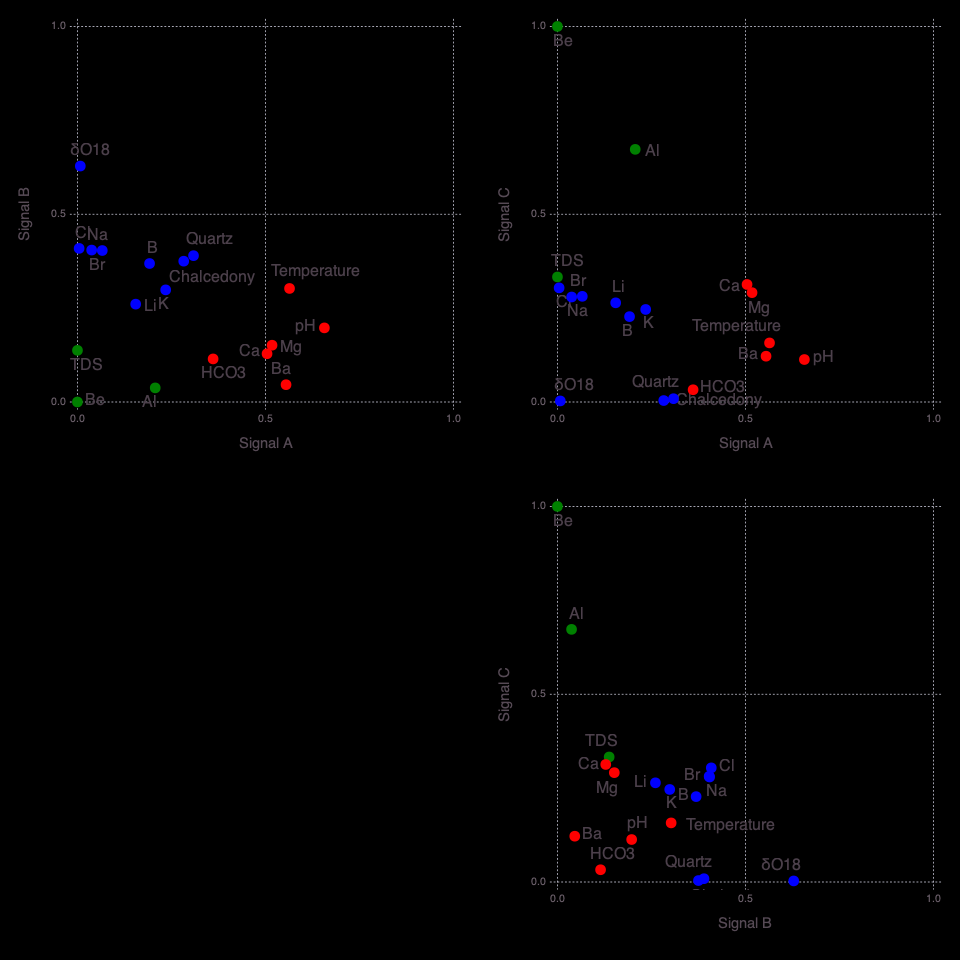 1.0
δO18
Signal B
0.5
Cl Na
Br
B
Quartz
Chalcedony
Li K
Temperature
pH
Ca
Mg
HCO3
Ba
TDS
Be
Al
0.0
0.0 0.5 1.0
Signal A
1.0
Be
Al
Signal C
0.5
TDS
Br
Li
Na
B
K
Ca
Mg
Temperature
Ba
pH
δO18
Quartz
HCO3
Chalcedony
0.0
0.0 0.5 1.0
Signal A
1.0
Be
Al
Signal C
0.5
TDS
Ca
Mg
Li
K
B
Br
Cl
Na
Ba
pH
Temperature
HCO3
Quartz
δO18
0.0
0.0 0.5 1.0
Signal B